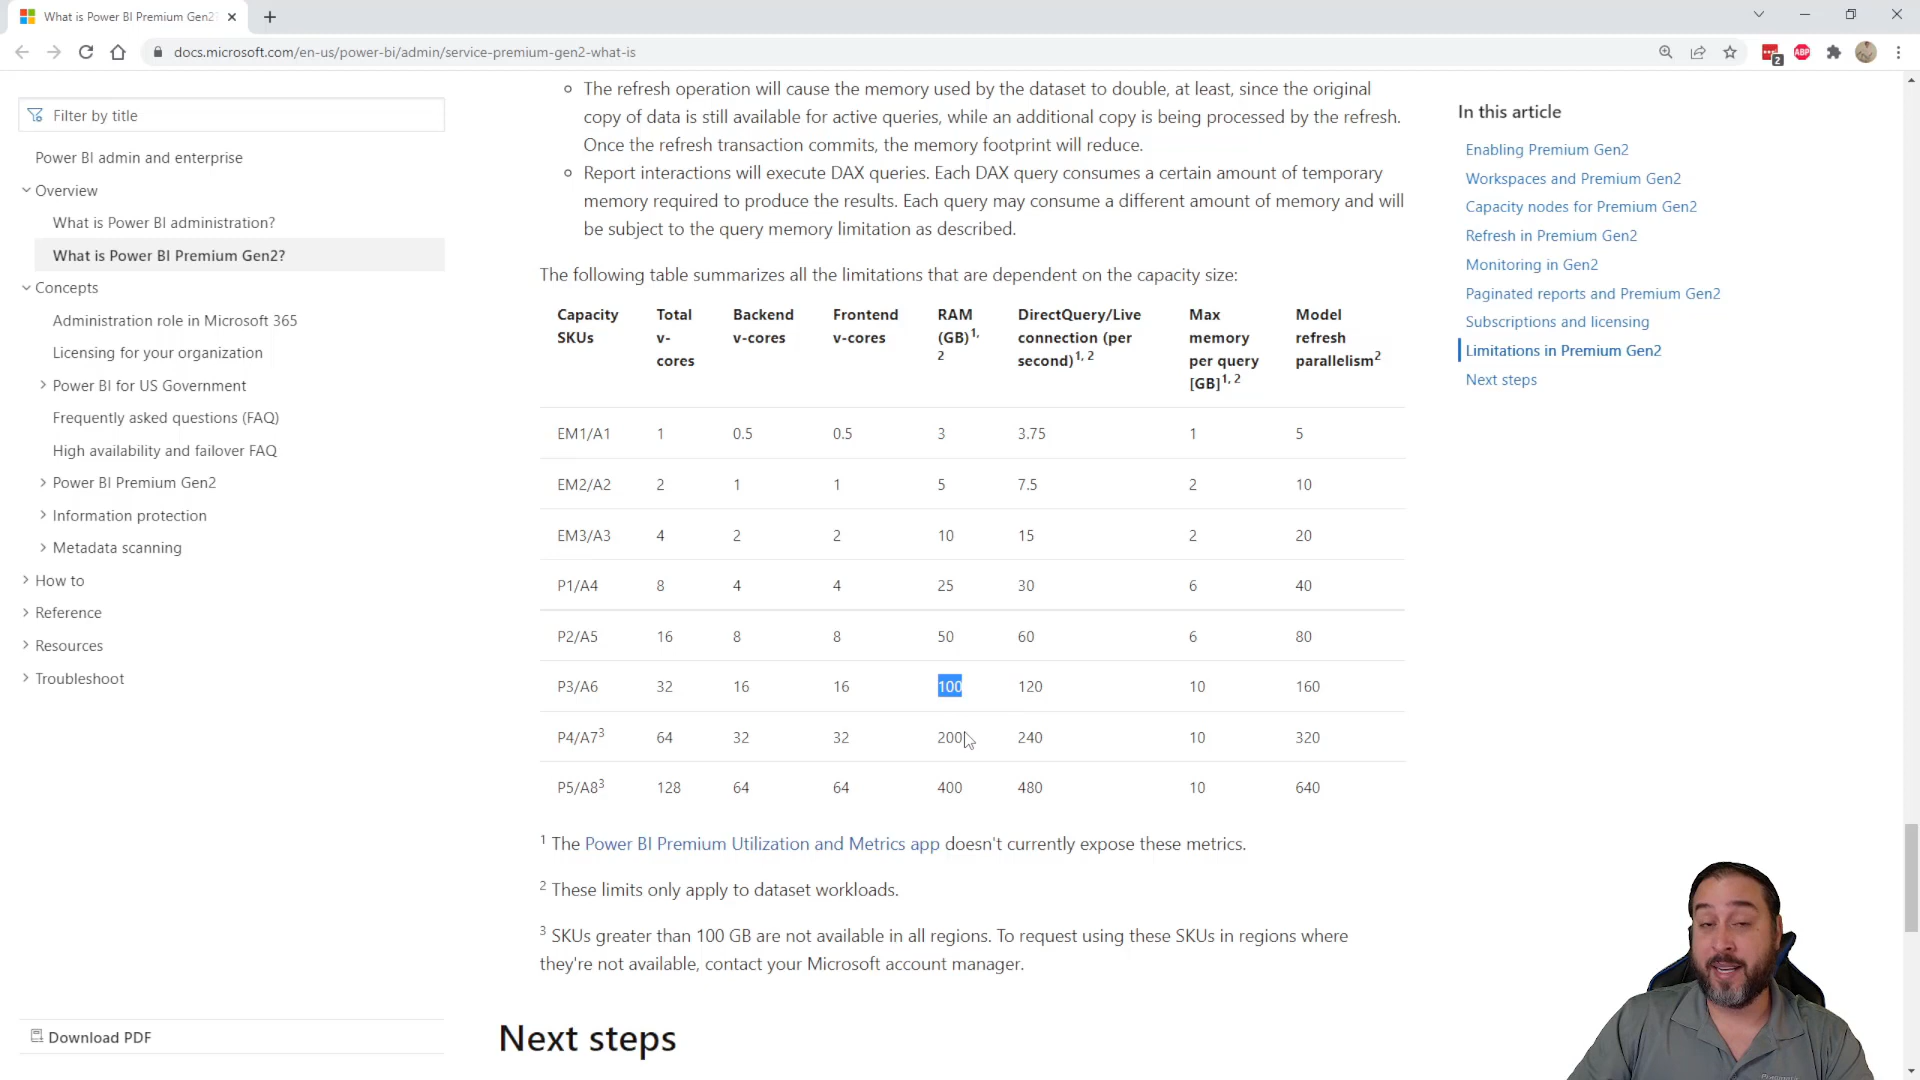 What is Power BI Premium Gen2?
docs.microsoft.com/en-us/power-bi/admin/service-premium-gen2-what-is
2
ABP
Filter by title
Power BI admin and enterprise
Overview
What is Power BI administration?
What is Power BI Premium Gen2?
Concepts
Administration role in Microsoft 365
Licensing for your organization
Power BI for US Government
Frequently asked questions (FAQ)
High availability and failover FAQ
Power BI Premium Gen2
Information protection
Metadata scanning
How to
Reference
Resources
Troubleshoot
Download PDF
The refresh operation will cause the memory used by the dataset to double, at least, since the original
copy of data is still available for active queries, while an additional copy is being processed by the refresh.
Once the refresh transaction commits, the memory footprint will reduce.
Report interactions will execute DAX queries. Each DAX query consumes a certain amount of temporary
memory required to produce the results. Each query may consume a different amount of memory and will
be subject to the query memory limitation as described.
The following table summarizes all the limitations that are dependent on the capacity size:
Capacity SKUs Total v-cores Backend v-cores Frontend v-cores RAM (GB)1, 2 DirectQuery/Live connection (per second)1, 2 Max memory per query [GB]1, 2 Model refresh parallelism2
EM1/A1 1 0.5 0.5 3 3.75 1 5
EM2/A2 2 1 1 5 7.5 2 10
EM3/A3 4 2 2 10 15 2 20
P1/A4 8 4 4 25 30 6 40
P2/A5 16 8 8 50 60 6 80
P3/A6 32 16 16 100 120 10 160
P4/A73 64 32 32 200 240 10 320
P5/A83 128 64 64 400 480 10 640
1 The Power BI Premium Utilization and Metrics app doesn't currently expose these metrics.
2 These limits only apply to dataset workloads.
3 SKUs greater than 100 GB are not available in all regions. To request using these SKUs in regions where
they're not available, contact your Microsoft account manager.
Next steps
In this article
Enabling Premium Gen2
Workspaces and Premium Gen2
Capacity nodes for Premium Gen2
Refresh in Premium Gen2
Monitoring in Gen2
Paginated reports and Premium Gen2
Subscriptions and licensing
Limitations in Premium Gen2
Next steps